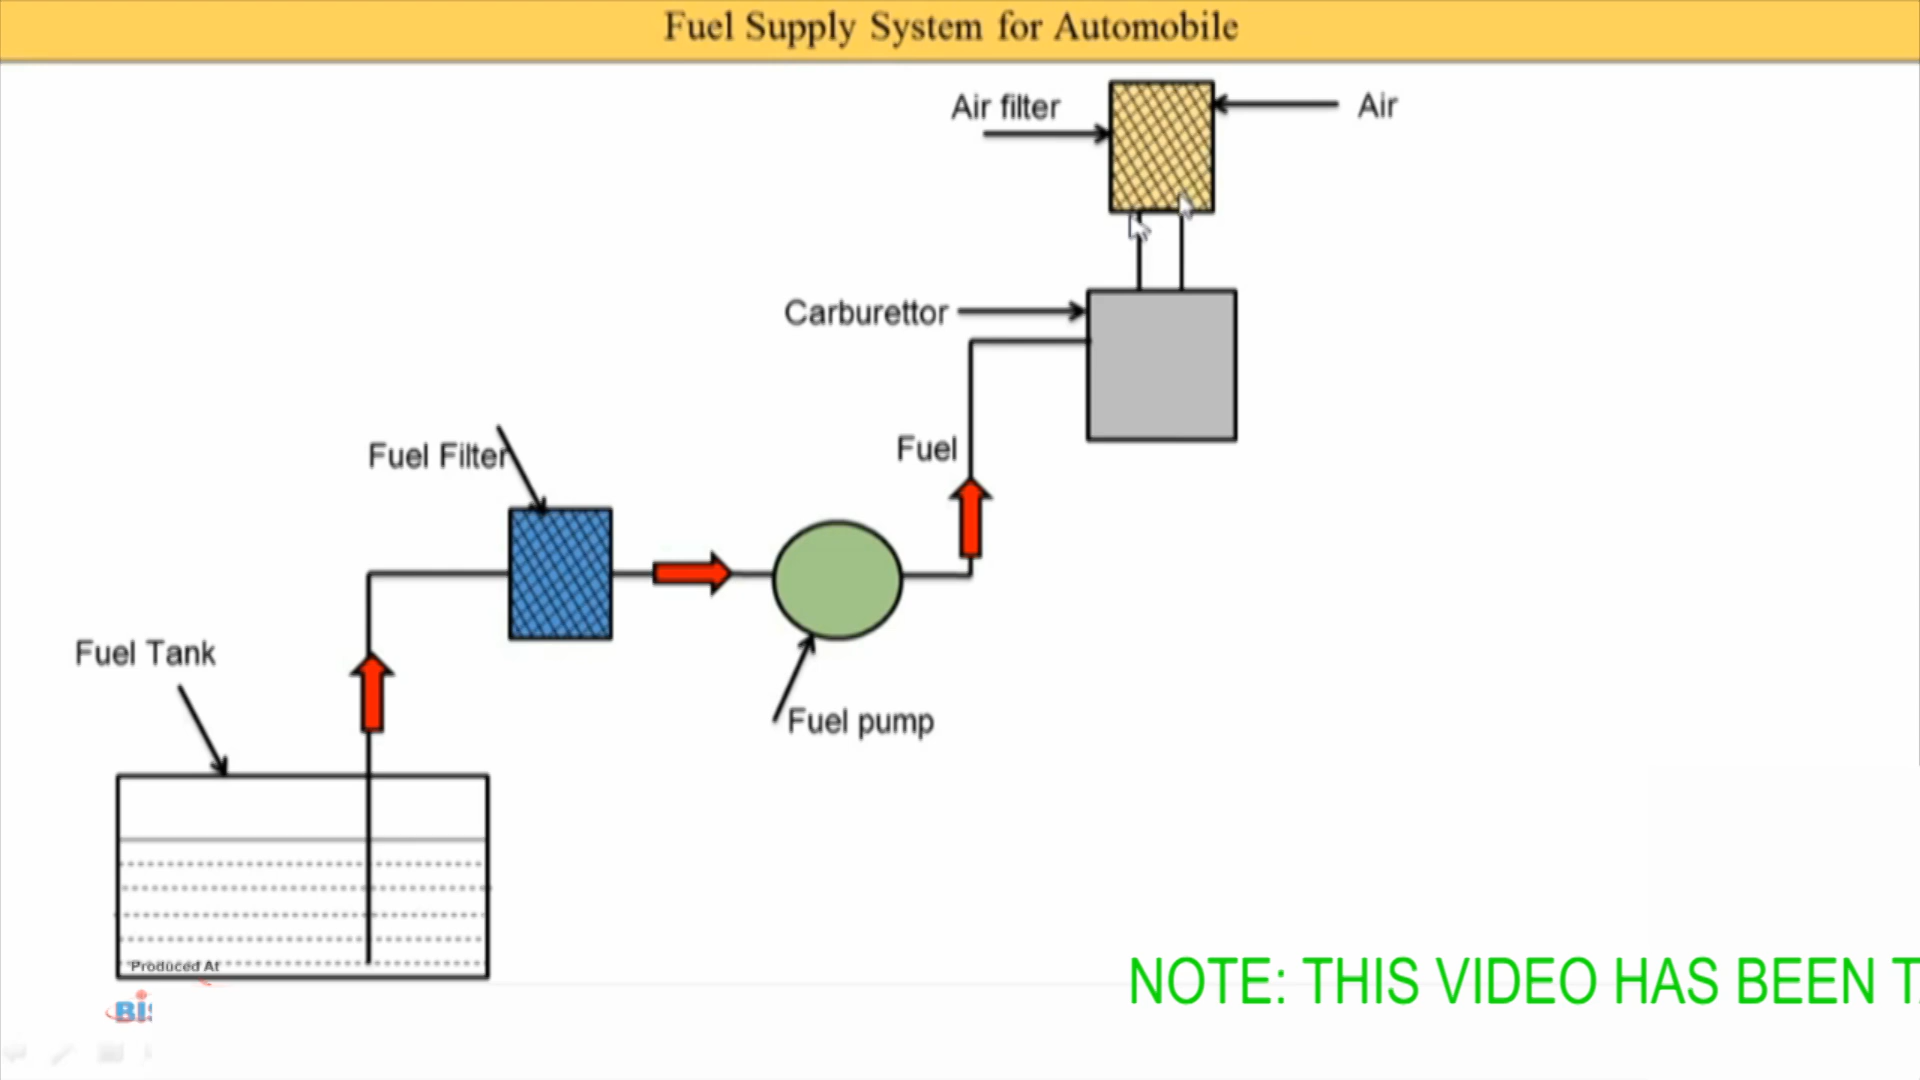 Fuel Supply System for Automobile
Air filter
Air
Carburettor
Fuel Filter
Fuel
Fuel Tank
Fuel pump
Produced At
NOTE: THIS VIDEO HAS BEEN